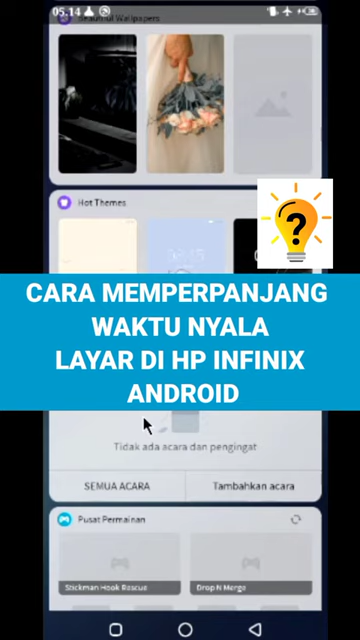 05.14
Beautiful Wallpapers
Hot Themes
?
CARA MEMPERPANJANG
WAKTU NYALA
LAYAR DI HP INFINIX
ANDROID
Tidak ada acara dan pengingat
SEMUA ACARA
Tambahkan acara
Pusat Permainan
Stickman Hook Rescue
Drop N Merge